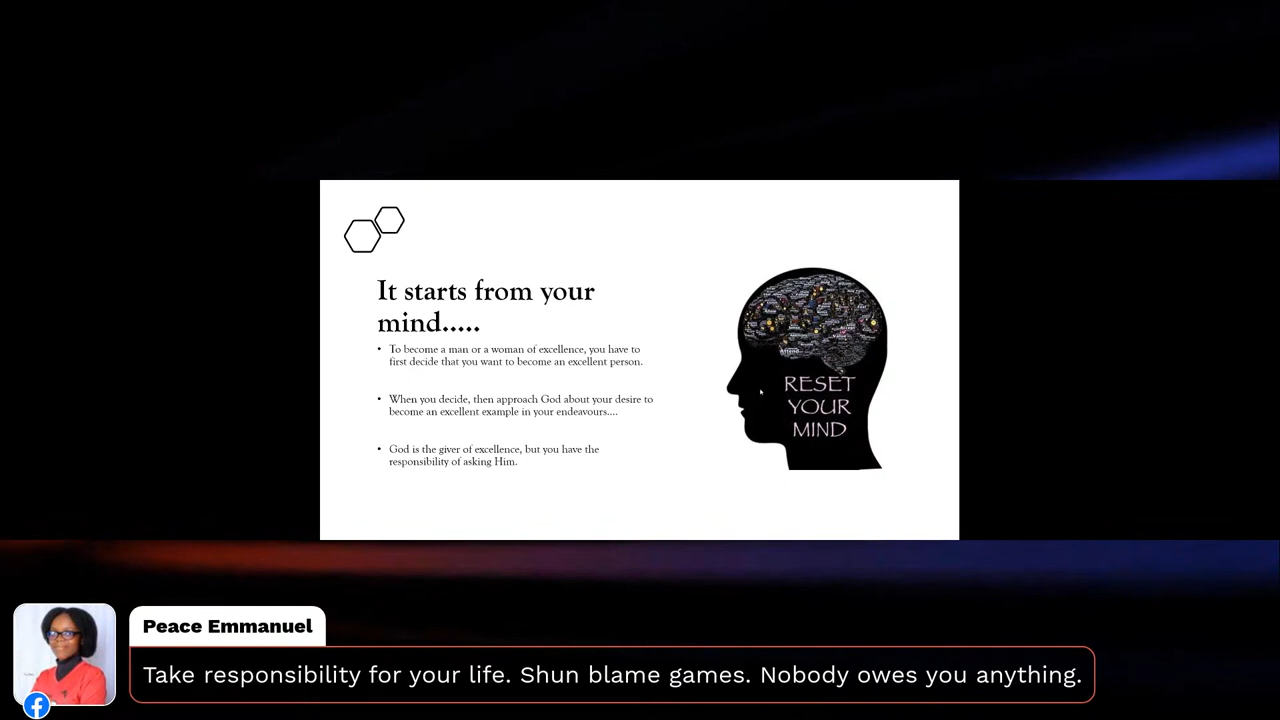 It starts from your
mind.....
• To become a man or a woman of excellence, you have to
first decide that you want to become an excellent person.
• When you decide, then approach God about your desire to
become an excellent example in your endeavours....
• God is the giver of excellence, but you have the
responsibility of asking Him.
RESET
YOUR
MIND
Peace Emmanuel
Take responsibility for your life. Shun blame games. Nobody owes you anything.